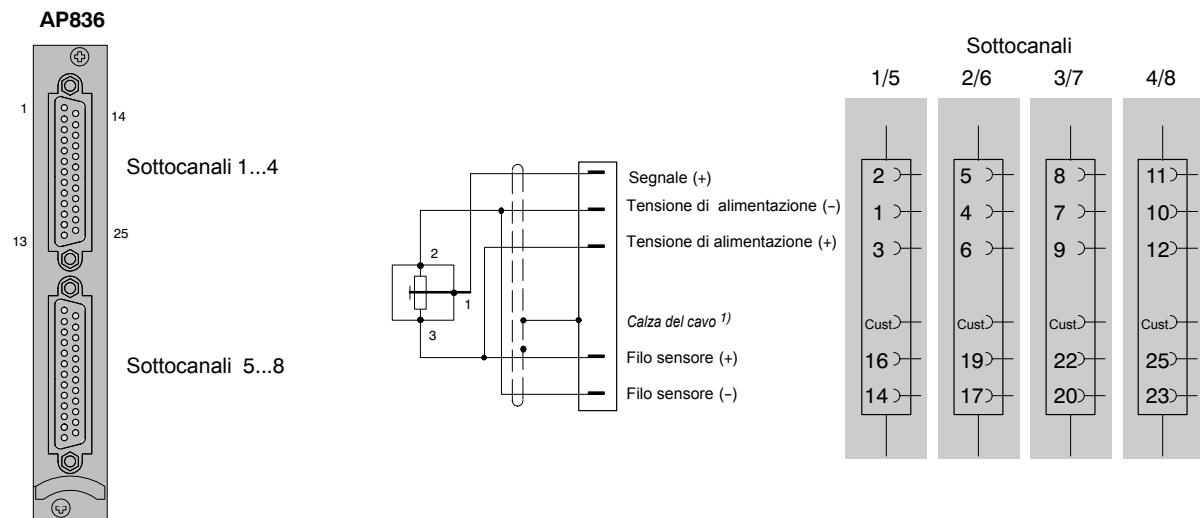 AP836
1
14
Sottocanali 1...4
13
25
Sottocanali 5...8
Segnale (+)
Tensione di alimentazione (−)
Tensione di alimentazione (+)
Calza del cavo 1)
Filo sensore (+)
Filo sensore (−)
2
1
3
Sottocanali
1/5 2/6 3/7 4/8
2 5 8 11
1 4 7 10
3 6 9 12
Cust. Cust. Cust. Cust.
16 19 22 25
14 17 20 23